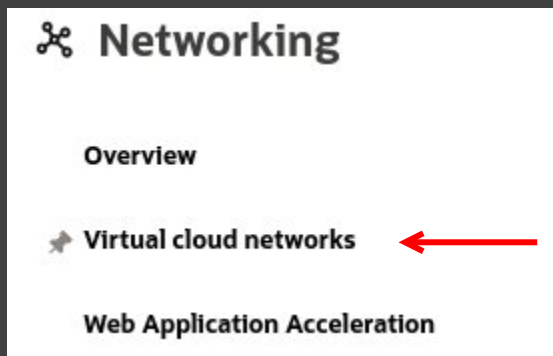 Networking
Overview
Virtual cloud networks
Web Application Acceleration